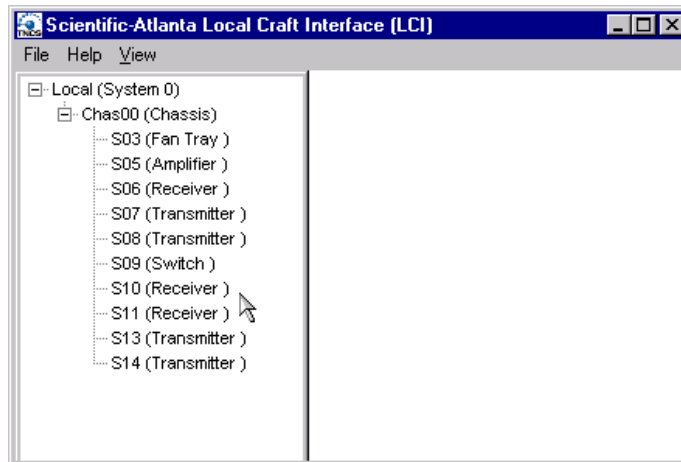 Scientific-Atlanta Local Craft Interface (LCI)
File Help View
Local (System 0)
Chas00 (Chassis)
S03 (Fan Tray )
S05 (Amplifier )
S06 (Receiver )
S07 (Transmitter )
S08 (Transmitter )
S09 (Switch )
S10 (Receiver )
S11 (Receiver )
S13 (Transmitter )
S14 (Transmitter )